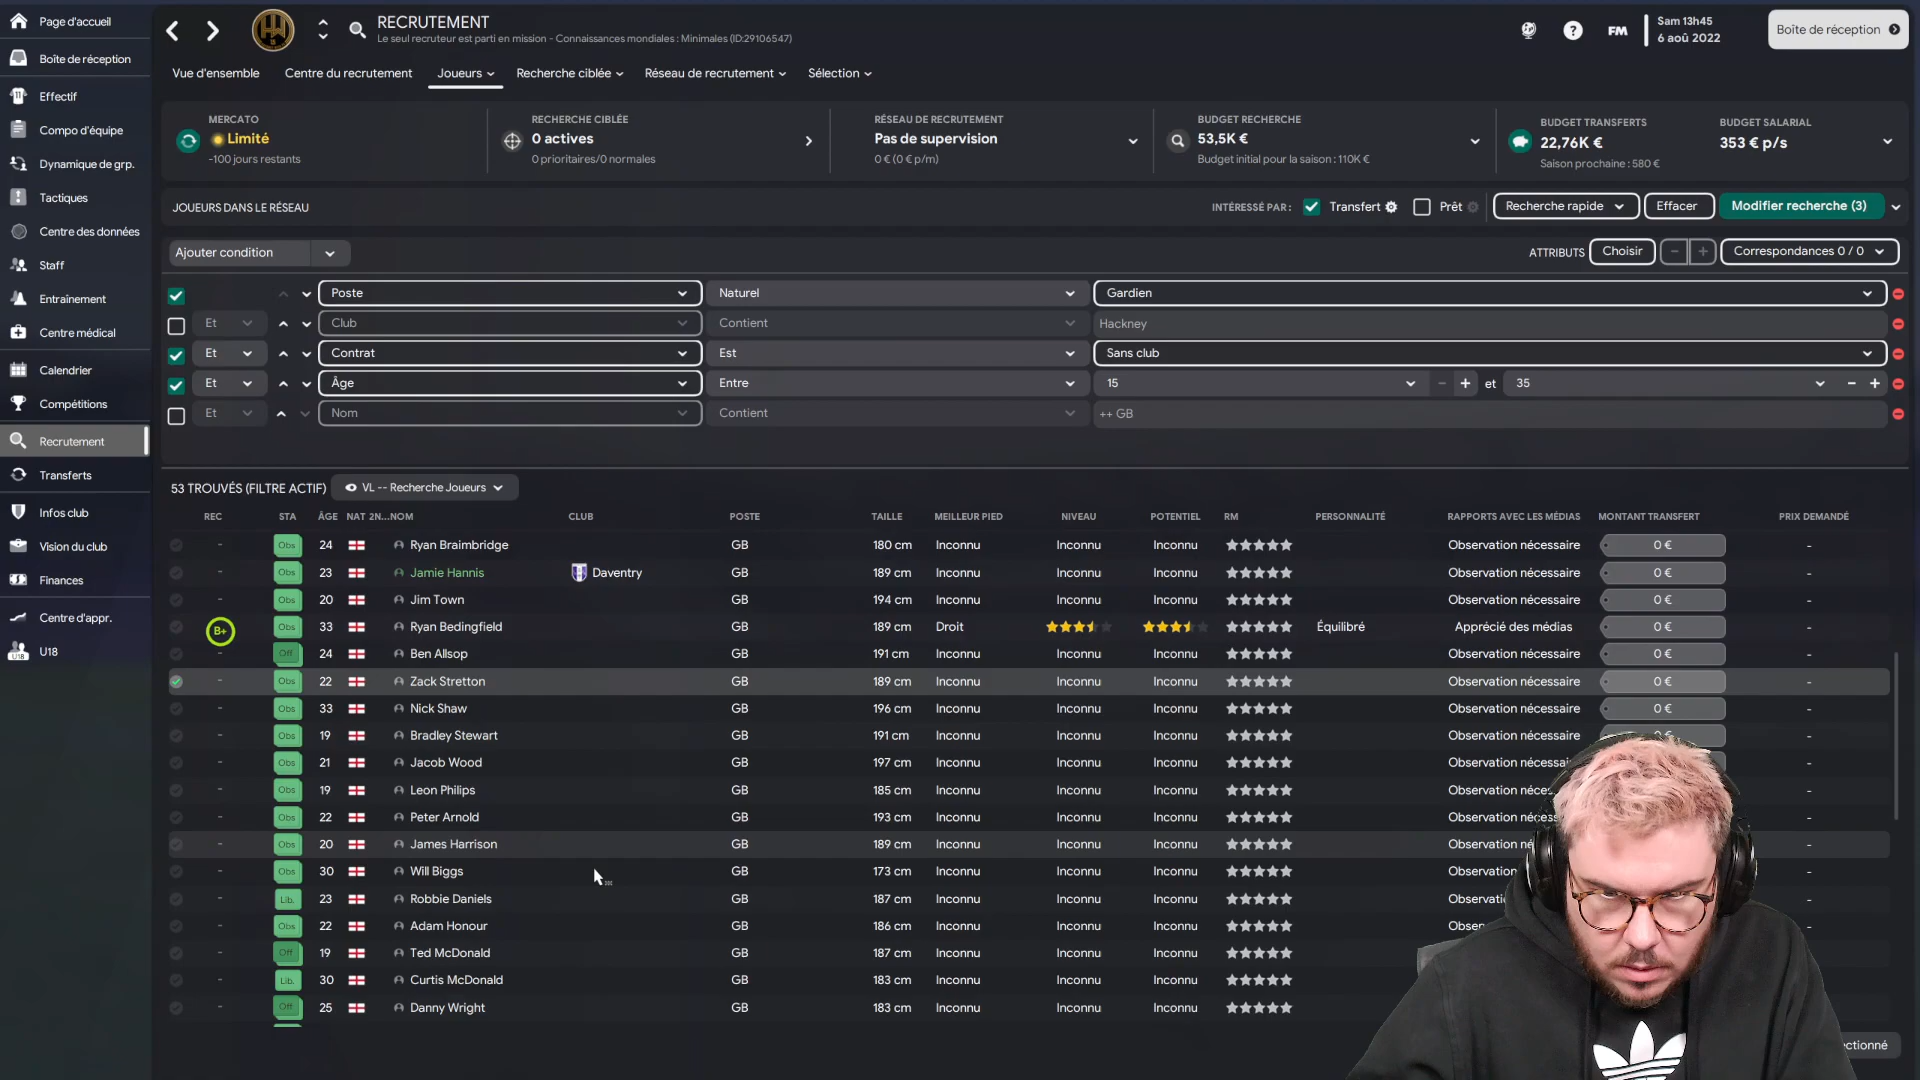 Page d'accueil
Boîte de réception
Effectif
Compo d'équipe
Dynamique de grp.
Tactiques
Centre des données
Staff
Entraînement
Centre médical
Calendrier
Compétitions
Recrutement
Transferts
Infos club
Vision du club
Finances
Centre d'appr.
U18
RECRUTEMENT
Le seul recruteur est parti en mission - Connaissances mondiales : Minimales (ID:29106547)
FM
Sam 13h45
6 aoû 2022
Boîte de réception
Vue d'ensemble Centre du recrutement Joueurs Recherche ciblée Réseau de recrutement Sélection
MERCATO
Limité
-100 jours restants
RECHERCHE CIBLÉE
0 actives
0 prioritaires/0 normales
RÉSEAU DE RECRUTEMENT
Pas de supervision
0 € (0 € p/m)
BUDGET RECHERCHE
53,5K €
Budget initial pour la saison : 110K €
BUDGET TRANSFERTS
22,76K €
Saison prochaine : 580 €
BUDGET SALARIAL
353 € p/s
JOUEURS DANS LE RÉSEAU
INTÉRESSÉ PAR : Transfert Prêt Recherche rapide Effacer Modifier recherche (3)
Ajouter condition
ATTRIBUTS Choisir - + Correspondances 0 / 0
Poste Naturel Gardien
Et Club Contient Hackney
Et Contrat Est Sans club
Et Âge Entre 15 - + et 35 - +
Et Nom Contient ++ GB
53 TROUVÉS (FILTRE ACTIF) VL -- Recherche Joueurs
REC STA ÂGE NAT 2N...NOM CLUB POSTE TAILLE MEILLEUR PIED NIVEAU POTENTIEL RM PERSONNALITÉ RAPPORTS AVEC LES MÉDIAS MONTANT TRANSFERT PRIX DEMANDÉ
- Obs 24 Ryan Braimbridge GB 180 cm Inconnu Inconnu Inconnu Observation nécessaire 0 € -
- Obs 23 Jamie Hannis Daventry GB 189 cm Inconnu Inconnu Inconnu Observation nécessaire 0 € -
- Obs 20 Jim Town GB 194 cm Inconnu Inconnu Inconnu Observation nécessaire 0 € -
B+ Obs 33 Ryan Bedingfield GB 189 cm Droit Équilibré Apprécié des médias 0 € -
- Off 24 Ben Allsop GB 191 cm Inconnu Inconnu Inconnu Observation nécessaire 0 € -
- Obs 22 Zack Stretton GB 189 cm Inconnu Inconnu Inconnu Observation nécessaire 0 € -
- Obs 33 Nick Shaw GB 196 cm Inconnu Inconnu Inconnu Observation nécessaire 0 € -
- Obs 19 Bradley Stewart GB 191 cm Inconnu Inconnu Inconnu Observation nécessaire -
- Obs 21 Jacob Wood GB 197 cm Inconnu Inconnu Inconnu Observation -
- Obs 19 Leon Philips GB 185 cm Inconnu Inconnu Inconnu Observation -
- Obs 22 Peter Arnold GB 193 cm Inconnu Inconnu Inconnu Observation -
- Obs 20 James Harrison GB 189 cm Inconnu Inconnu Inconnu Observation -
- Obs 30 Will Biggs GB 173 cm Inconnu Inconnu Inconnu -
- Lib. 23 Robbie Daniels GB 187 cm Inconnu Inconnu Inconnu -
- Obs 22 Adam Honour GB 186 cm Inconnu Inconnu Inconnu -
- Off 19 Ted McDonald GB 187 cm Inconnu Inconnu Inconnu -
- Lib. 30 Curtis McDonald GB 183 cm Inconnu Inconnu Inconnu -
- Off 25 Danny Wright GB 183 cm Inconnu Inconnu Inconnu -